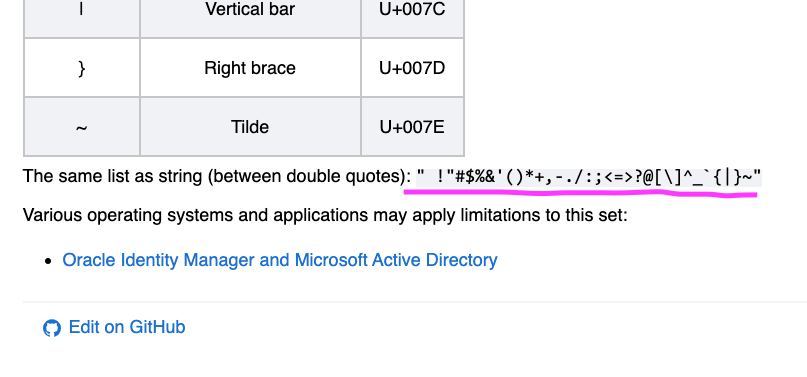 | Vertical bar U+007C
} Right brace U+007D
~ Tilde U+007E
The same list as string (between double quotes): " !"#$%&'()*+,-./:;<=>?@[\]^_`{|}~"
Various operating systems and applications may apply limitations to this set:
• Oracle Identity Manager and Microsoft Active Directory
Edit on GitHub